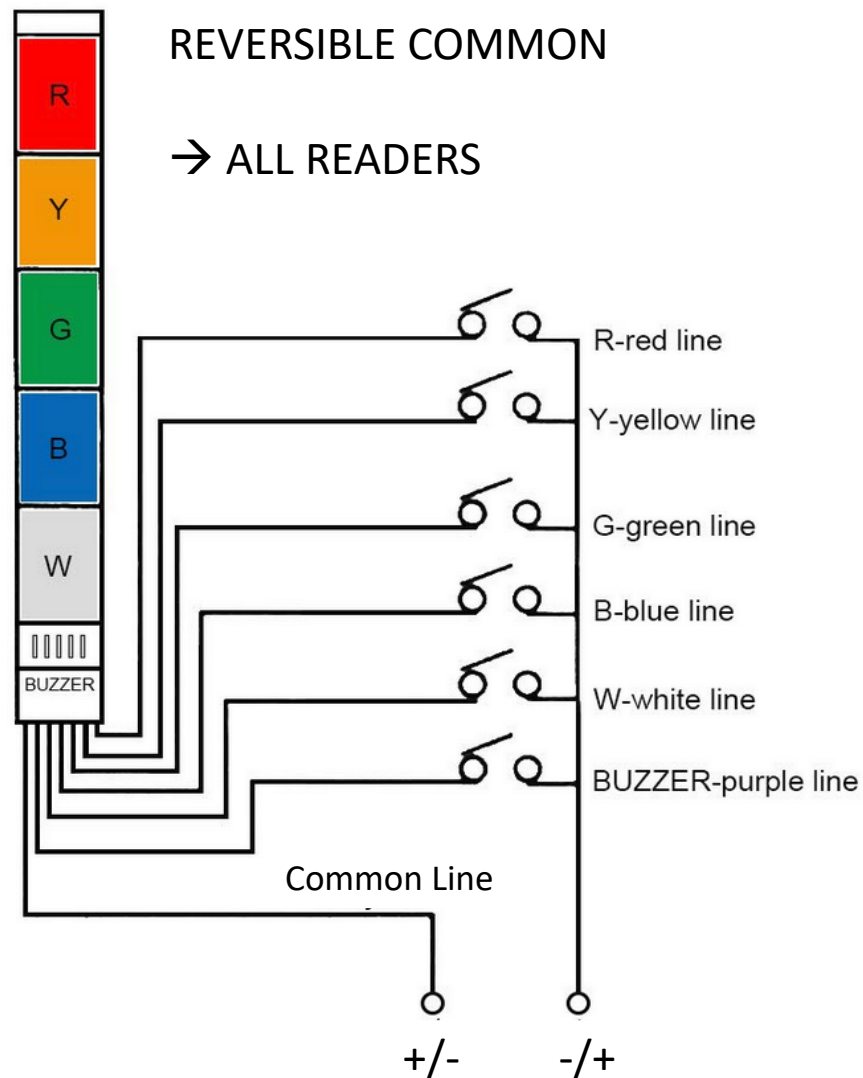 REVERSIBLE COMMON
→ ALL READERS
R
Y
G
B
W
BUZZER
R-red line
Y-yellow line
G-green line
B-blue line
W-white line
BUZZER-purple line
Common Line
+/-
-/+